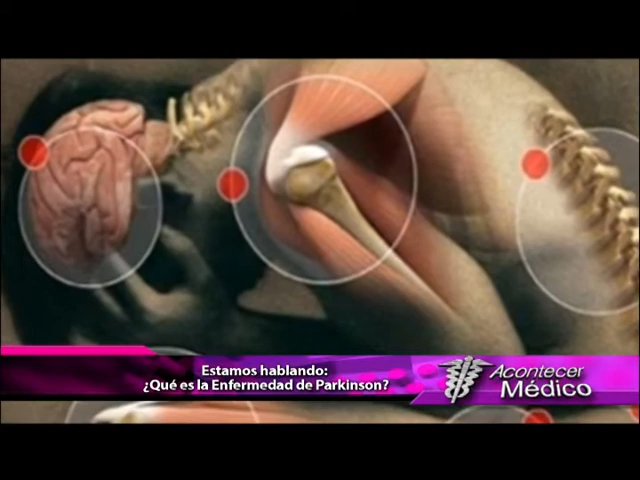 Estamos hablando:
¿Qué es la Enfermedad de Parkinson?
Acontecer
Médico